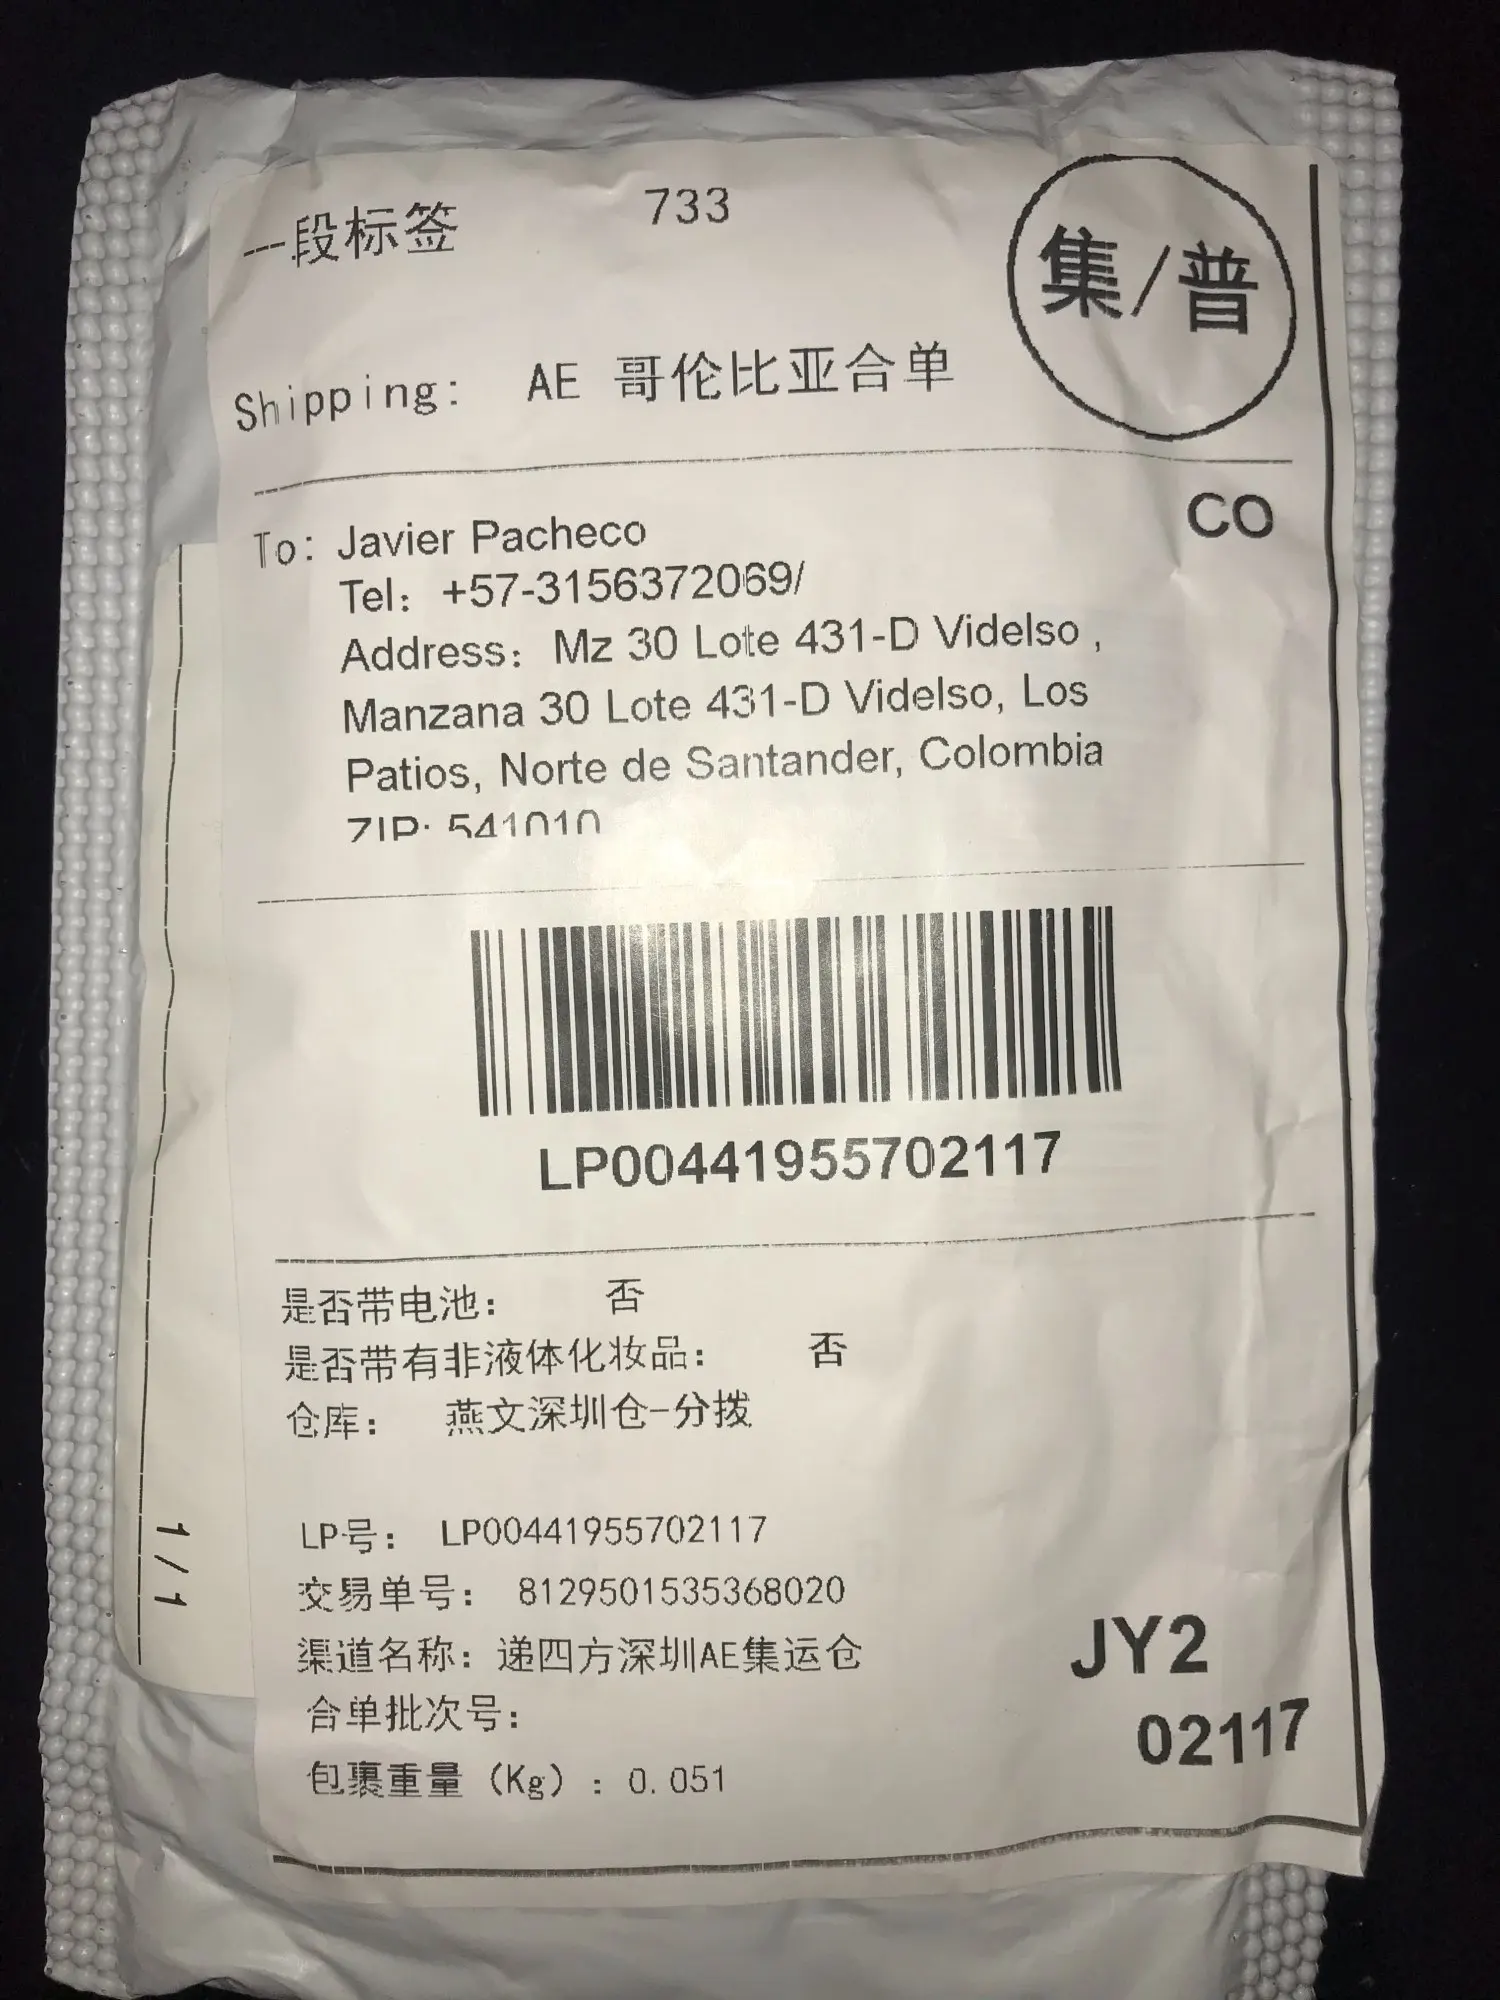 一段标签
733
集/普
Shipping: AE 哥伦比亚合单
CO
To: Javier Pacheco
Tel：+57-3156372069/
Address：Mz 30 Lote 431-D Videlso ,
Manzana 30 Lote 431-D Videlso, Los
Patios, Norte de Santander, Colombia
ZIP: 541010
LP00441955702117
是否带电池： 否
是否带有非液体化妆品： 否
仓库： 燕文深圳仓-分拨
LP号： LP00441955702117
交易单号： 8129501535368020
渠道名称：递四方深圳AE集运仓
合单批次号：
包裹重量（Kg）：0.051
JY2
02117
1/1